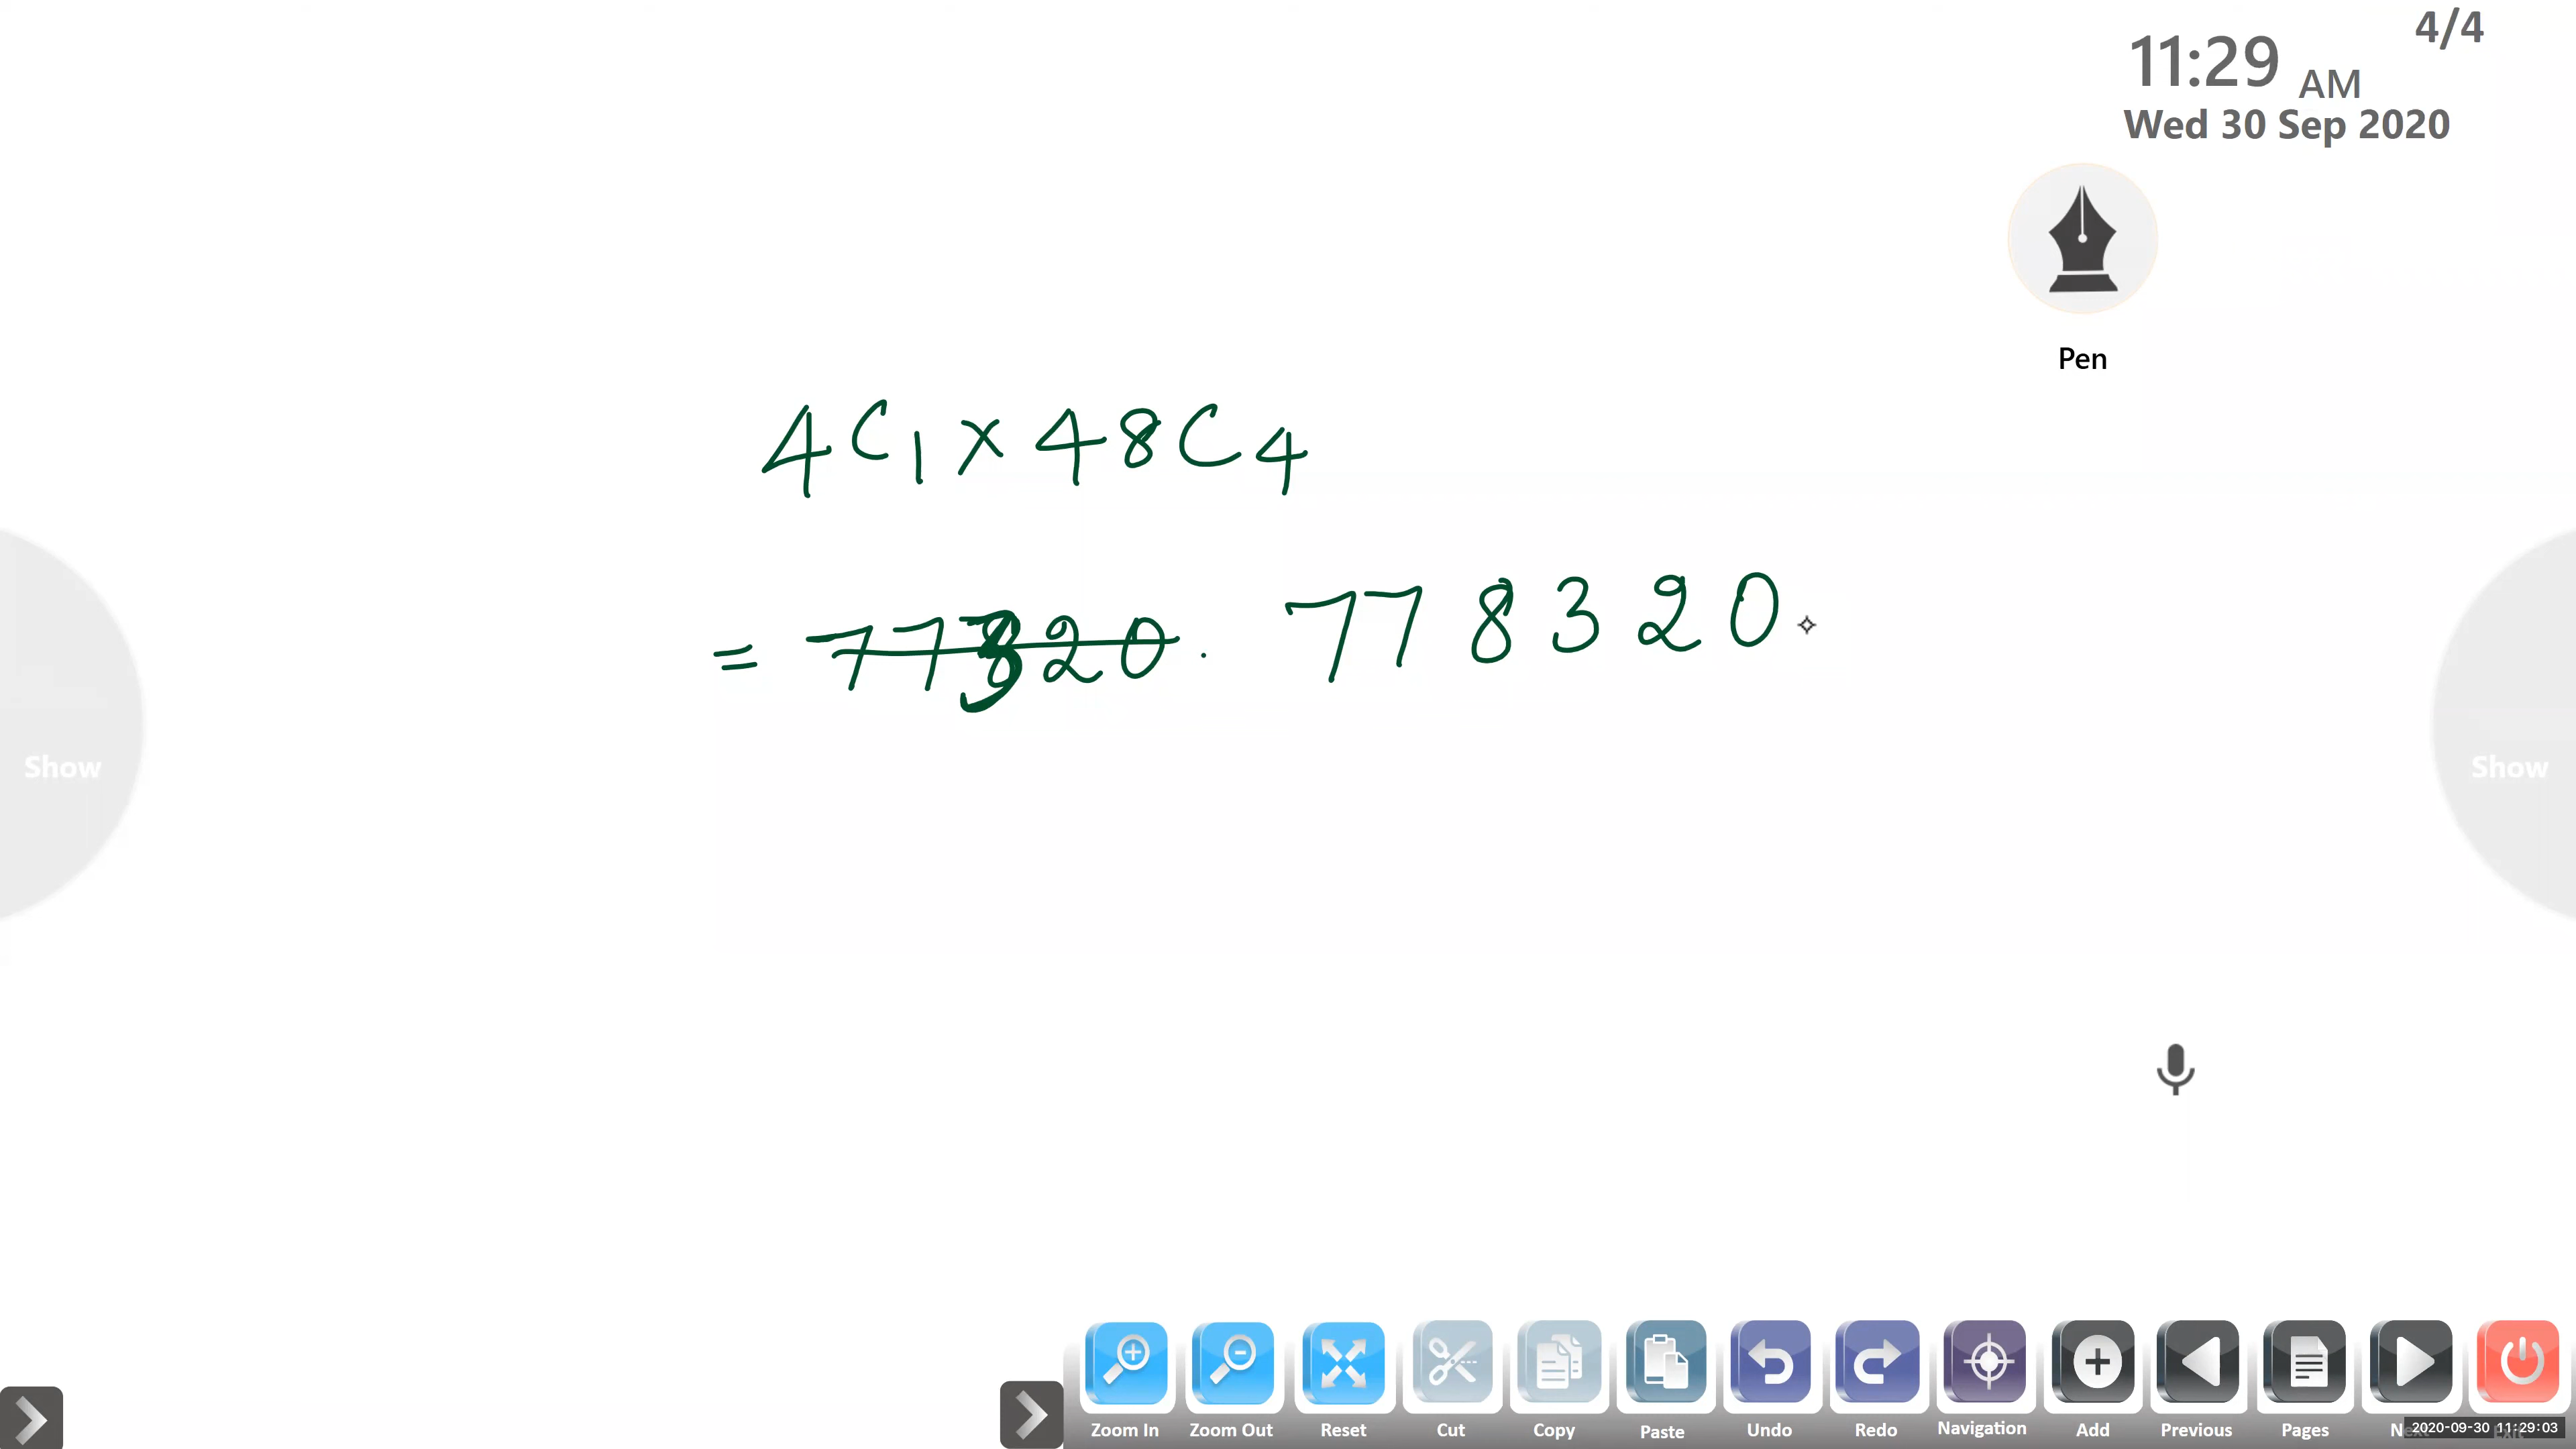 4/4
11:29 AM
Wed 30 Sep 2020
Pen
4C1 x 48C4
= 77320 . 778320
Show
Show
Zoom In Zoom Out Reset Cut Copy Paste Undo Redo Navigation Add Previous Pages
2020-09-30 11:29:03